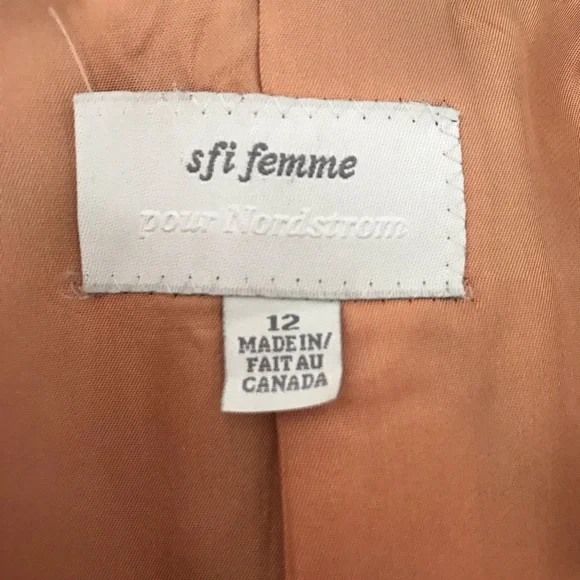 sfi femme
pour Nordstrom
12
MADE IN/
FAIT AU
CANADA